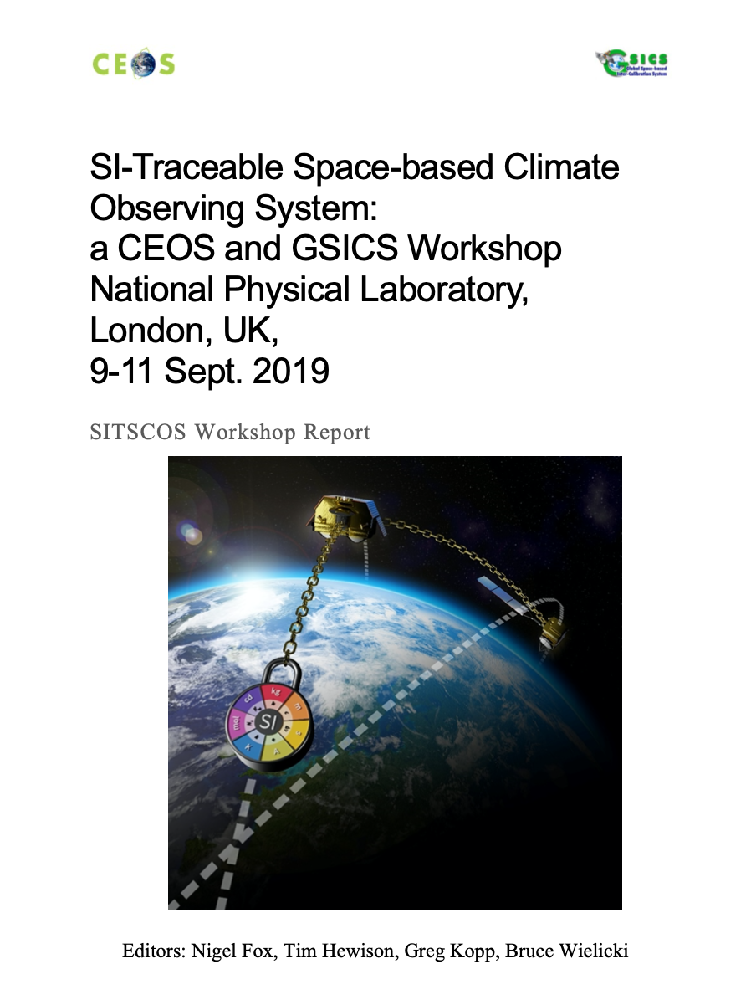 CEOS
GSICS
Global Space-based
Inter-Calibration System
SI-Traceable Space-based Climate
Observing System:
a CEOS and GSICS Workshop
National Physical Laboratory,
London, UK,
9-11 Sept. 2019
SITSCOS Workshop Report
kg
cd
m
mol
SI
s
K
A
Editors: Nigel Fox, Tim Hewison, Greg Kopp, Bruce Wielicki